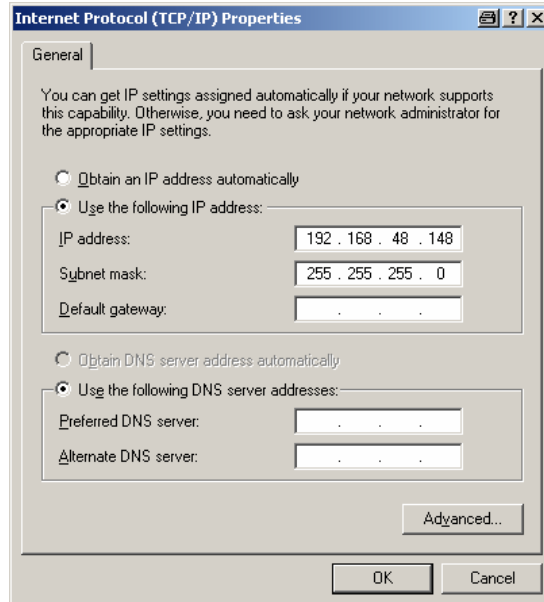 Internet Protocol (TCP/IP) Properties
General
You can get IP settings assigned automatically if your network supports
this capability. Otherwise, you need to ask your network administrator for
the appropriate IP settings.
Obtain an IP address automatically
Use the following IP address:
IP address: 192 . 168 . 48 . 148
Subnet mask: 255 . 255 . 255 . 0
Default gateway: . . .
Obtain DNS server address automatically
Use the following DNS server addresses:
Preferred DNS server: . . .
Alternate DNS server: . . .
Advanced...
OK Cancel